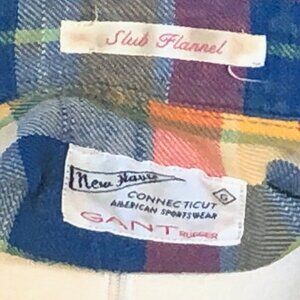 Slub Flannel
New Haven
CONNECTICUT
G
AMERICAN SPORTSWEAR
GANT RUGGER